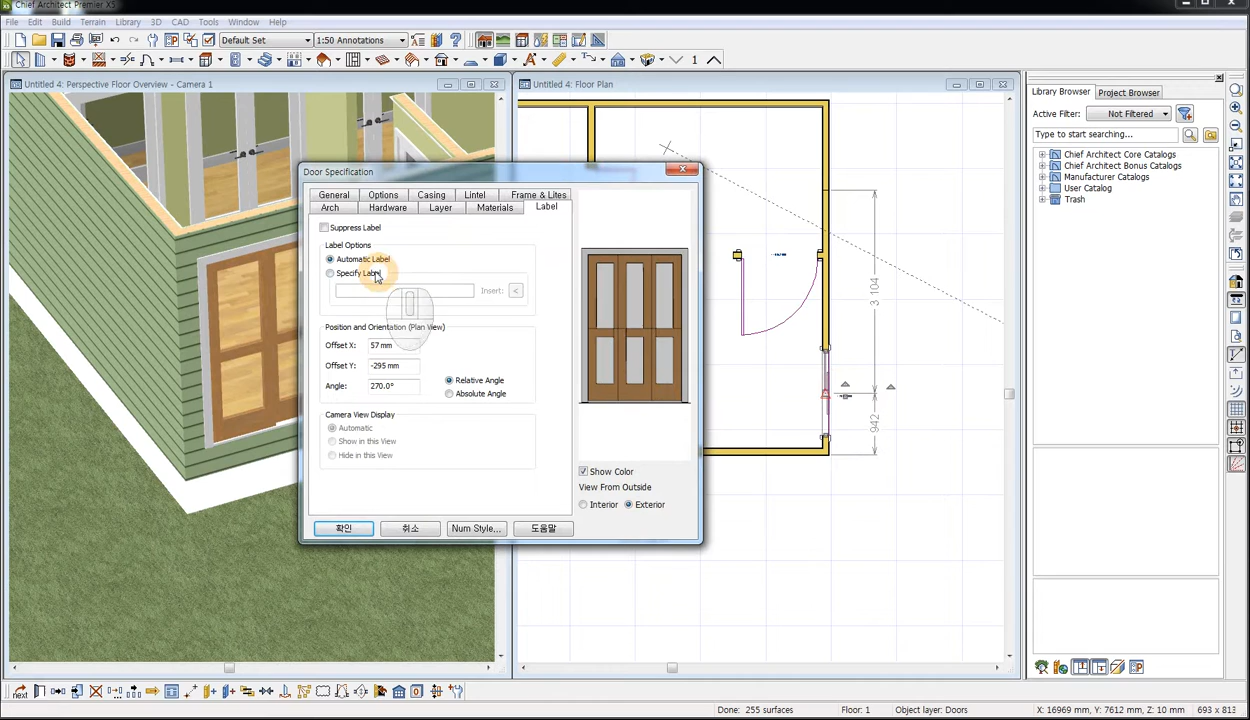 Chief Architect Premier X5
File Edit Build Terrain Library 3D CAD Tools Window Help
Default Set 1:50 Annotations
1
Untitled 4: Perspective Floor Overview - Camera 1
Untitled 4: Floor Plan
Library Browser Project Browser
Active Filter: Not Filtered
Type to start searching...
Chief Architect Core Catalogs
Chief Architect Bonus Catalogs
Manufacturer Catalogs
User Catalog
Trash
Door Specification
General Options Casing Lintel Frame & Lites
Arch Hardware Layer Materials Label
Suppress Label
Label Options
Automatic Label
Specify Label
Insert: <
Position and Orientation (Plan View)
Offset X: 57 mm
Offset Y: -295 mm
Angle: 270.0°
Relative Angle
Absolute Angle
Camera View Display
Automatic
Show in this View
Hide in this View
Show Color
View From Outside
Interior Exterior
확인 취소 Num Style... 도움말
3 104
942
next
Done: 255 surfaces Floor: 1 Object layer: Doors X: 16969 mm, Y: 7612 mm, Z: 10 mm 693 x 813